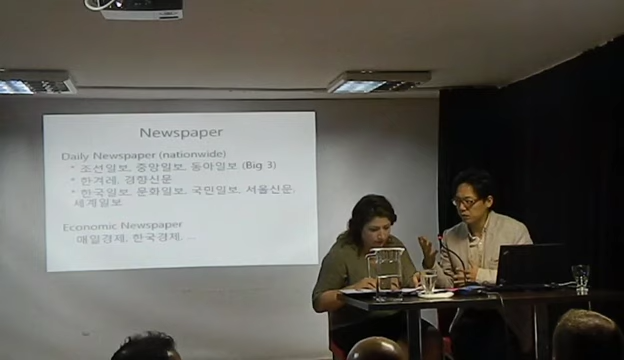 Newspaper
Daily Newspaper (nationwide)
* 조선일보, 중앙일보, 동아일보 (Big 3)
* 한겨레, 경향신문
* 한국일보, 문화일보, 국민일보, 서울신문,
세계일보
Economic Newspaper
매일경제, 한국경제, ...